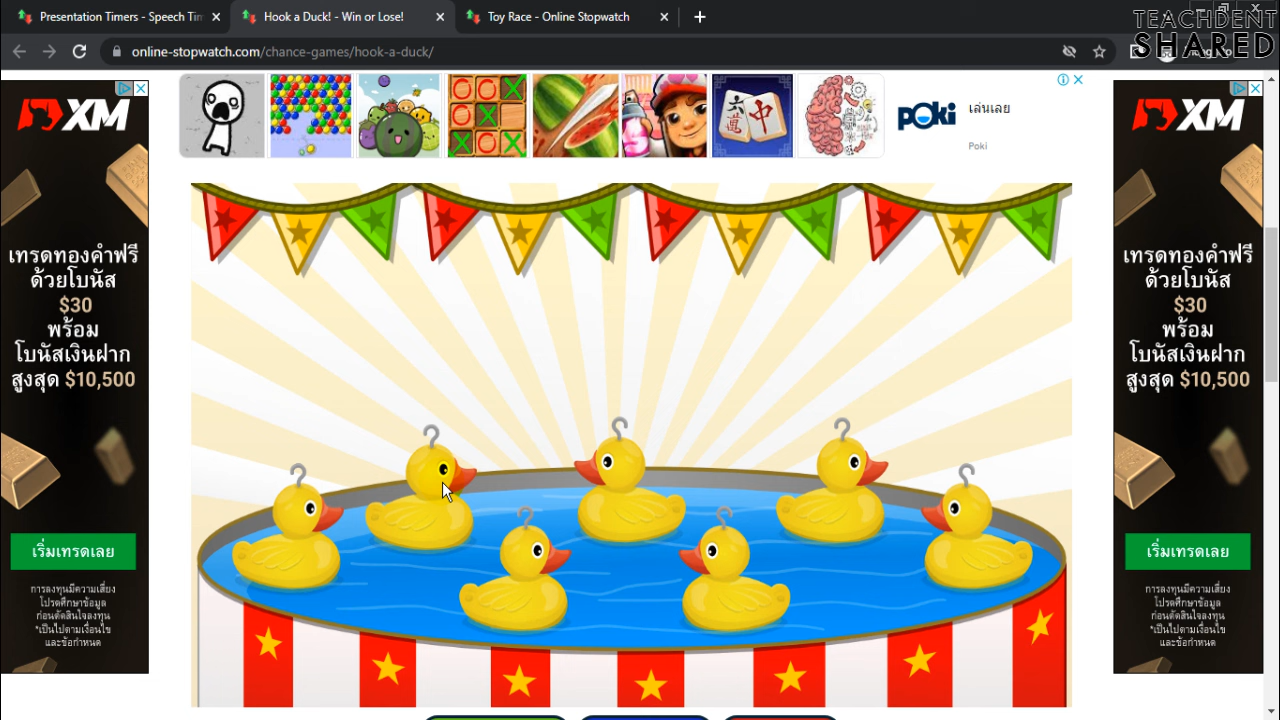 Presentation Timers - Speech Tim
Hook a Duck! - Win or Lose!
Toy Race - Online Stopwatch
TEACHDENT
SHARED
online-stopwatch.com/chance-games/hook-a-duck/
XM
เทรดทองคำฟรี
ด้วยโบนัส
$30
พร้อม
โบนัสเงินฝาก
สูงสุด $10,500
เริ่มเทรดเลย
การลงทุนมีความเสี่ยง
โปรดศึกษาข้อมูล
ก่อนตัดสินใจลงทุน
*เป็นไปตามเงื่อนไข
และข้อกำหนด
六
萬
中
POKi
เล่นเลย
Poki
XM
เทรดทองคำฟรี
ด้วยโบนัส
$30
พร้อม
โบนัสเงินฝาก
สูงสุด $10,500
เริ่มเทรดเลย
การลงทุนมีความเสี่ยง
โปรดศึกษาข้อมูล
ก่อนตัดสินใจลงทุน
*เป็นไปตามเงื่อนไข
และข้อกำหนด